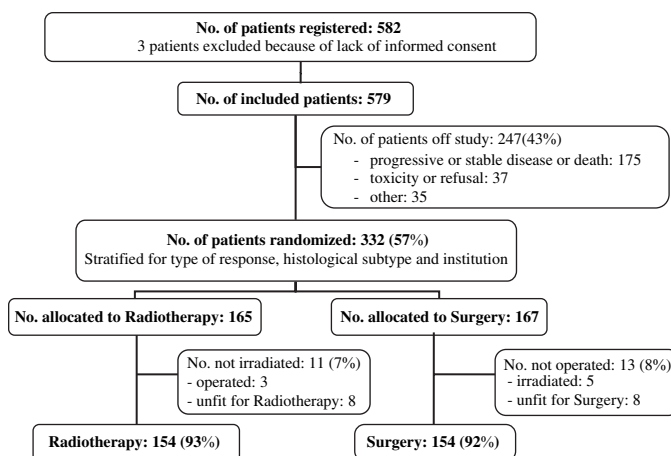 No. of patients registered: 582
3 patients excluded because of lack of informed consent
No. of included patients: 579
No. of patients off study: 247(43%)
- progressive or stable disease or death: 175
- toxicity or refusal: 37
- other: 35
No. of patients randomized: 332 (57%)
Stratified for type of response, histological subtype and institution
No. allocated to Radiotherapy: 165
No. allocated to Surgery: 167
No. not irradiated: 11 (7%)
- operated: 3
- unfit for Radiotherapy: 8
No. not operated: 13 (8%)
- irradiated: 5
- unfit for Surgery: 8
Radiotherapy: 154 (93%)
Surgery: 154 (92%)